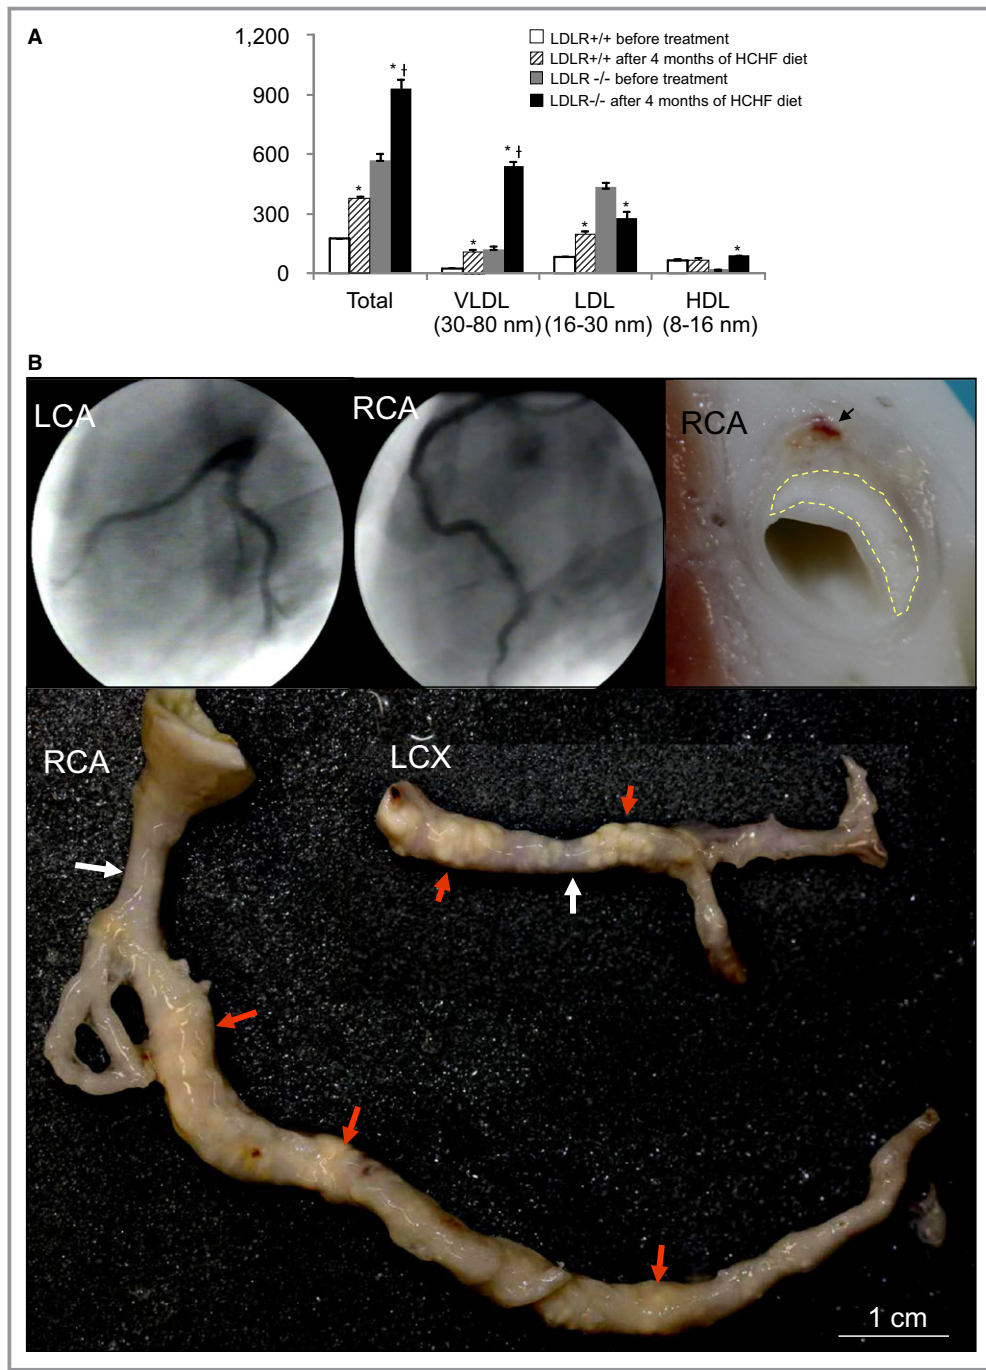 A
1,200
900
600
300
0
LDLR+/+ before treatment
LDLR+/+ after 4 months of HCHF diet
LDLR -/- before treatment
LDLR-/- after 4 months of HCHF diet
* †
*
* †
*
*
*
*
Total VLDL LDL HDL
(30-80 nm) (16-30 nm) (8-16 nm)
B
LCA
RCA
RCA
RCA
LCX
1 cm